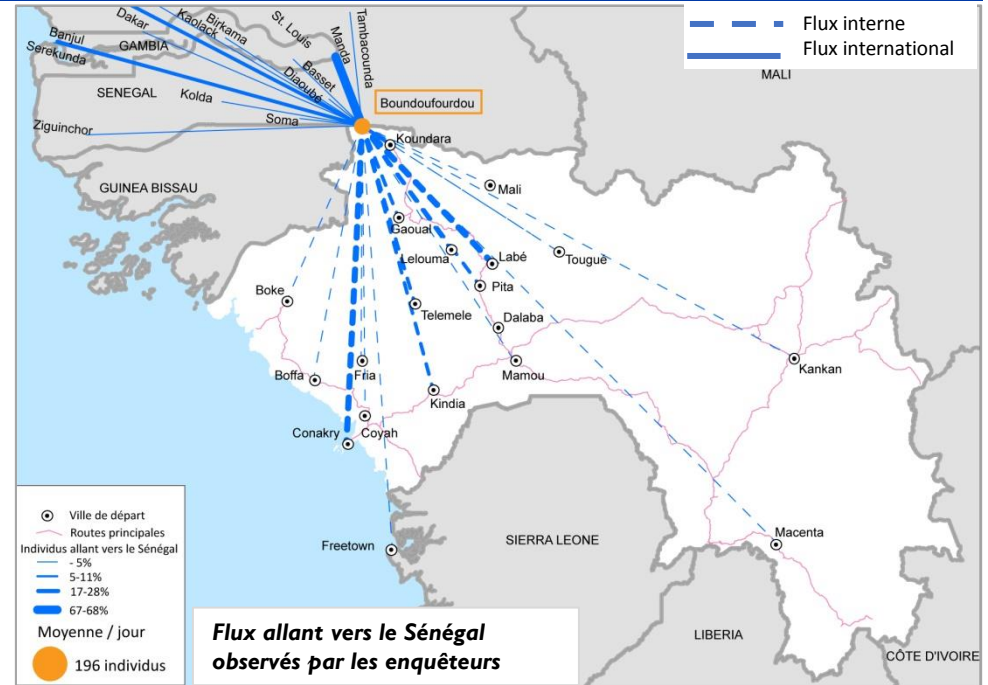 Flux interne
Flux international
MALI
Dakar
Kaolack
Birkama
St. Louis
Tambacounda
Manda
Banjul
Serekunda
GAMBIA
Basset
Diaoubé
SENEGAL
Kolda
Soma
Ziguinchor
Boundoufourdou
Koundara
GUINEA BISSAU
Mali
Gaoual
Lelouma
Labé
Tougué
Pita
Boke
Telemele
Dalaba
Boffa
Fria
Mamou
Kankan
Kindia
Conakry
Coyah
Freetown
SIERRA LEONE
Macenta
LIBERIA
CÔTE D'IVOIRE
Ville de départ
Routes principales
Individus allant vers le Sénégal
- 5%
5-11%
17-28%
67-68%
Moyenne / jour
196 individus
Flux allant vers le Sénégal
observés par les enquêteurs